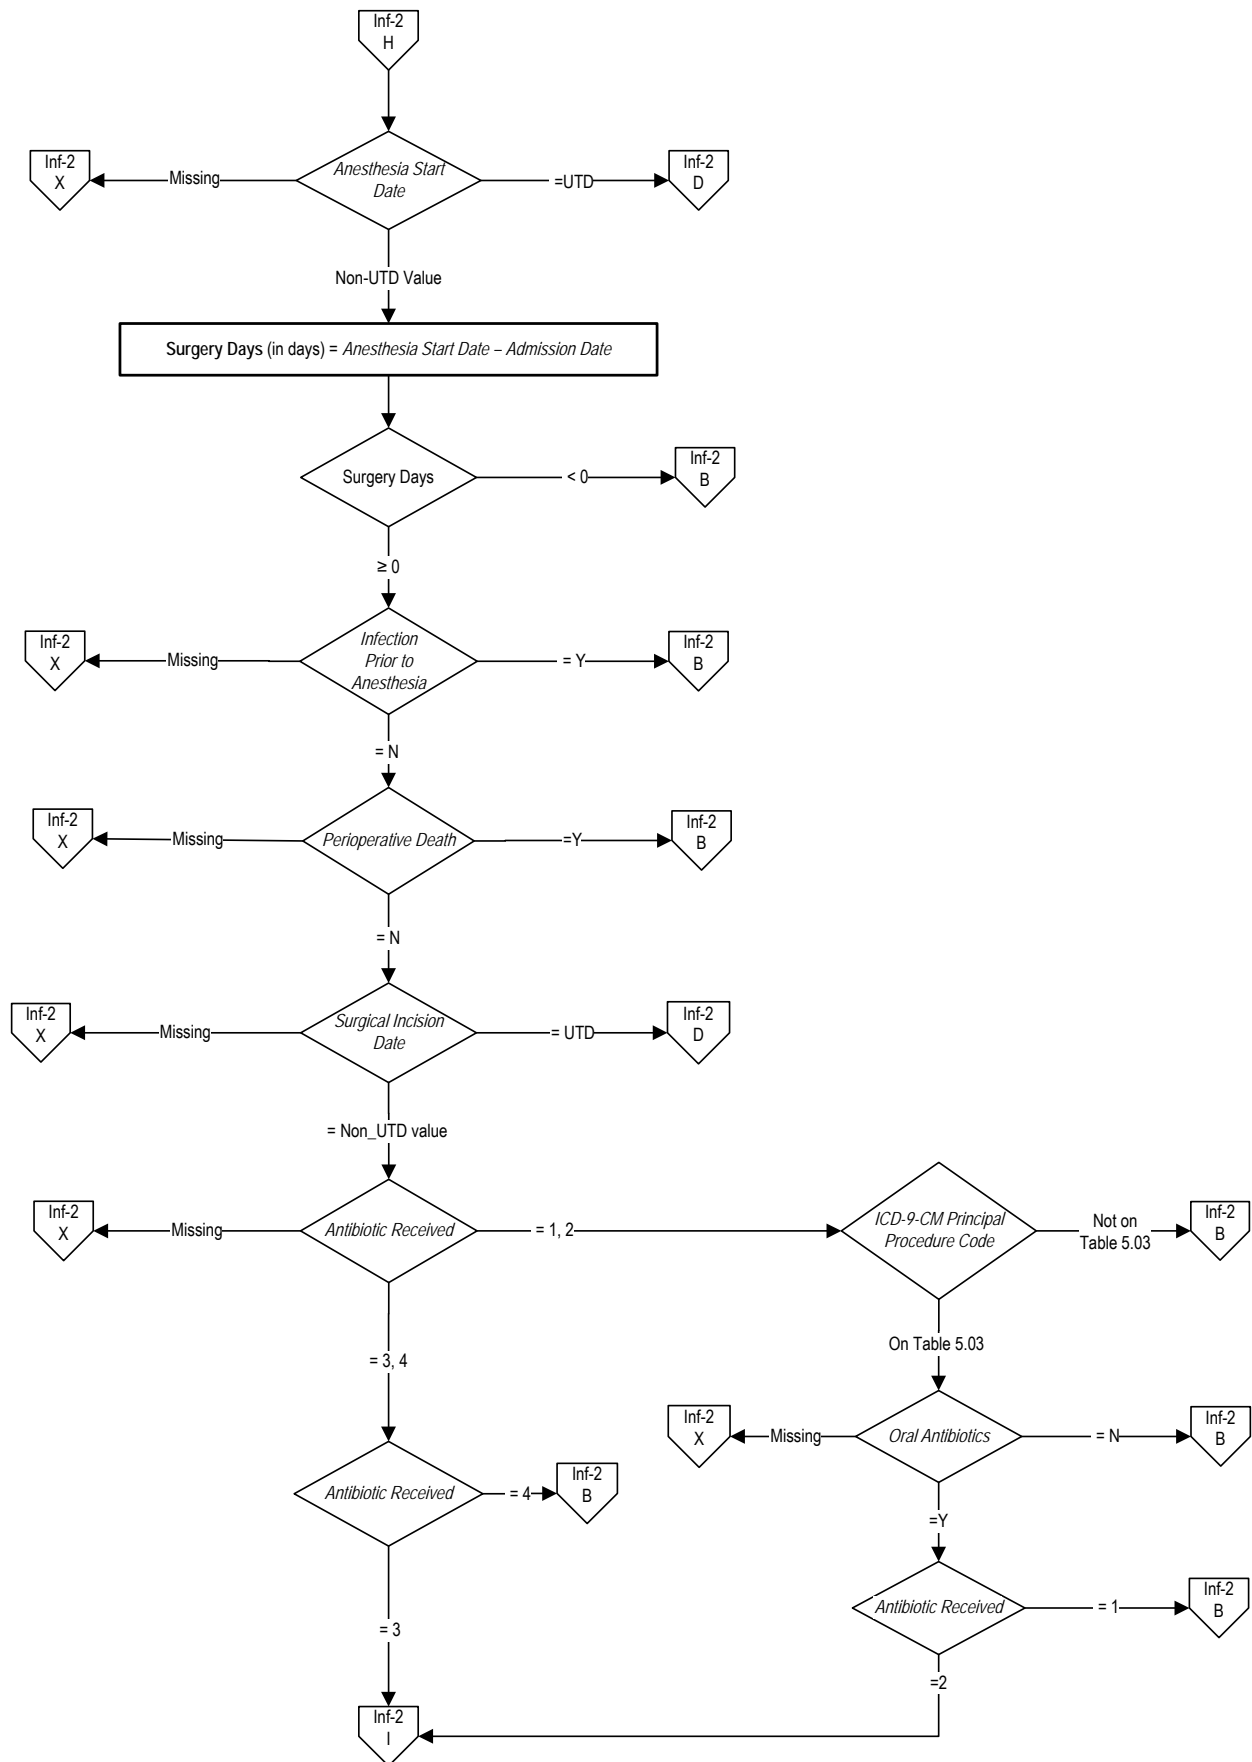 Inf-2
H
Inf-2
X
Missing
Anesthesia Start
Date
=UTD
Inf-2
D
Non-UTD Value
Surgery Days (in days) = Anesthesia Start Date – Admission Date
Surgery Days
< 0
Inf-2
B
≥ 0
Inf-2
X
Missing
Infection
Prior to
Anesthesia
= Y
Inf-2
B
= N
Inf-2
X
Missing
Perioperative Death
=Y
Inf-2
B
= N
Inf-2
X
Missing
Surgical Incision
Date
= UTD
Inf-2
D
= Non_UTD value
Inf-2
X
Missing
Antibiotic Received
= 1, 2
ICD-9-CM Principal
Procedure Code
Not on
Table 5.03
Inf-2
B
On Table 5.03
= 3, 4
Inf-2
X
Missing
Oral Antibiotics
= N
Inf-2
B
Antibiotic Received
= 4
Inf-2
B
=Y
Antibiotic Received
= 1
Inf-2
B
= 3
=2
Inf-2
I